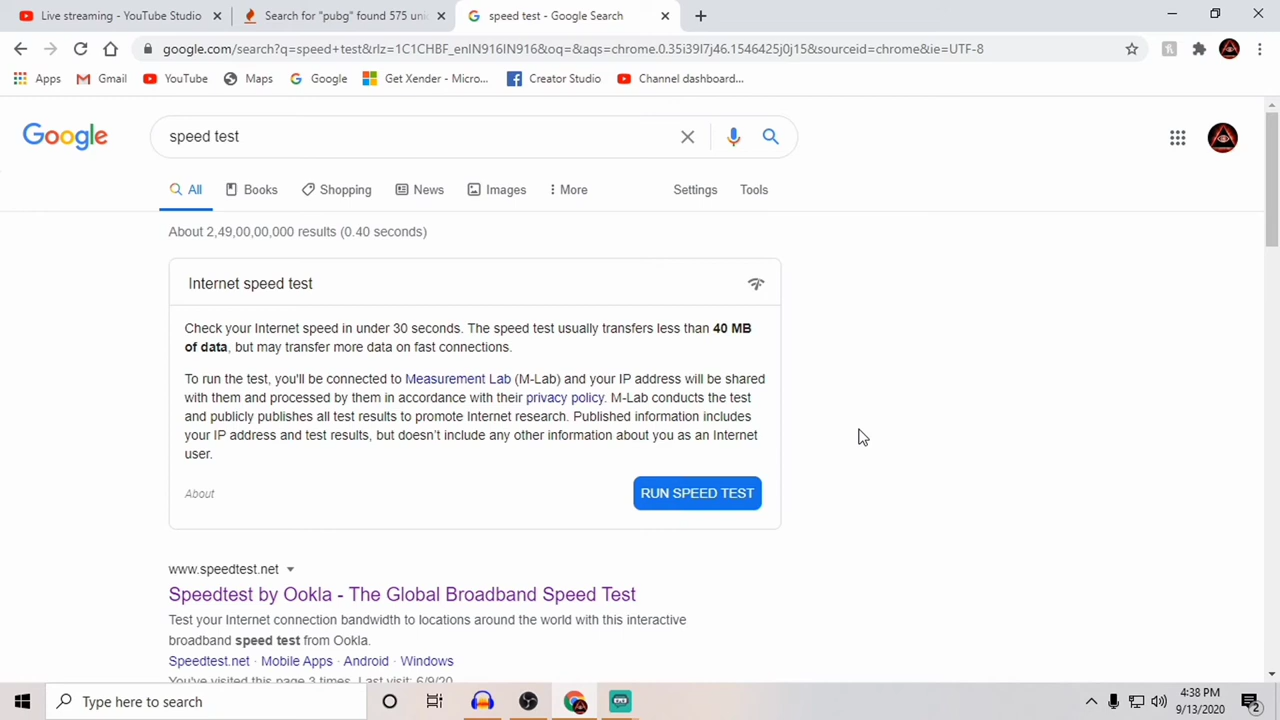 Live streaming - YouTube Studio
Search for "pubg" found 575 uni
speed test - Google Search
google.com/search?q=speed+test&rlz=1C1CHBF_enIN916IN916&oq=&aqs=chrome.0.35i39l7j46.1546425j0j15&sourceid=chrome&ie=UTF-8
Apps Gmail YouTube Maps Google Get Xender - Micro... Creator Studio Channel dashboard...
Google
speed test
All Books Shopping News Images More Settings Tools
About 2,49,00,00,000 results (0.40 seconds)
Internet speed test
Check your Internet speed in under 30 seconds. The speed test usually transfers less than 40 MB
of data, but may transfer more data on fast connections.
To run the test, you'll be connected to Measurement Lab (M-Lab) and your IP address will be shared
with them and processed by them in accordance with their privacy policy. M-Lab conducts the test
and publicly publishes all test results to promote Internet research. Published information includes
your IP address and test results, but doesn't include any other information about you as an Internet
user.
About
RUN SPEED TEST
www.speedtest.net
Speedtest by Ookla - The Global Broadband Speed Test
Test your Internet connection bandwidth to locations around the world with this interactive
broadband speed test from Ookla.
Speedtest.net · Mobile Apps · Android · Windows
You've visited this page 3 times. Last visit: 6/9/20
Type here to search
4:38 PM
9/13/2020
2